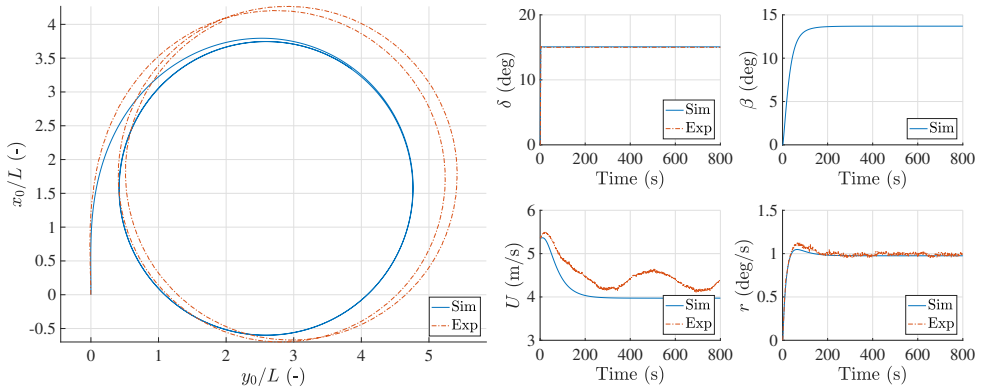 4
3.5
3
2.5
2
1.5
1
0.5
0
-0.5
x₀/L (-)
0 1 2 3 4 5
y₀/L (-)
Sim
Exp
20
10
0
δ (deg)
0 200 400 600 800
Time (s)
Sim
Exp
15
10
5
0
β (deg)
0 200 400 600 800
Time (s)
Sim
6
5
4
3
U (m/s)
0 200 400 600 800
Time (s)
Sim
Exp
1.5
1
0.5
0
r (deg/s)
0 200 400 600 800
Time (s)
Sim
Exp